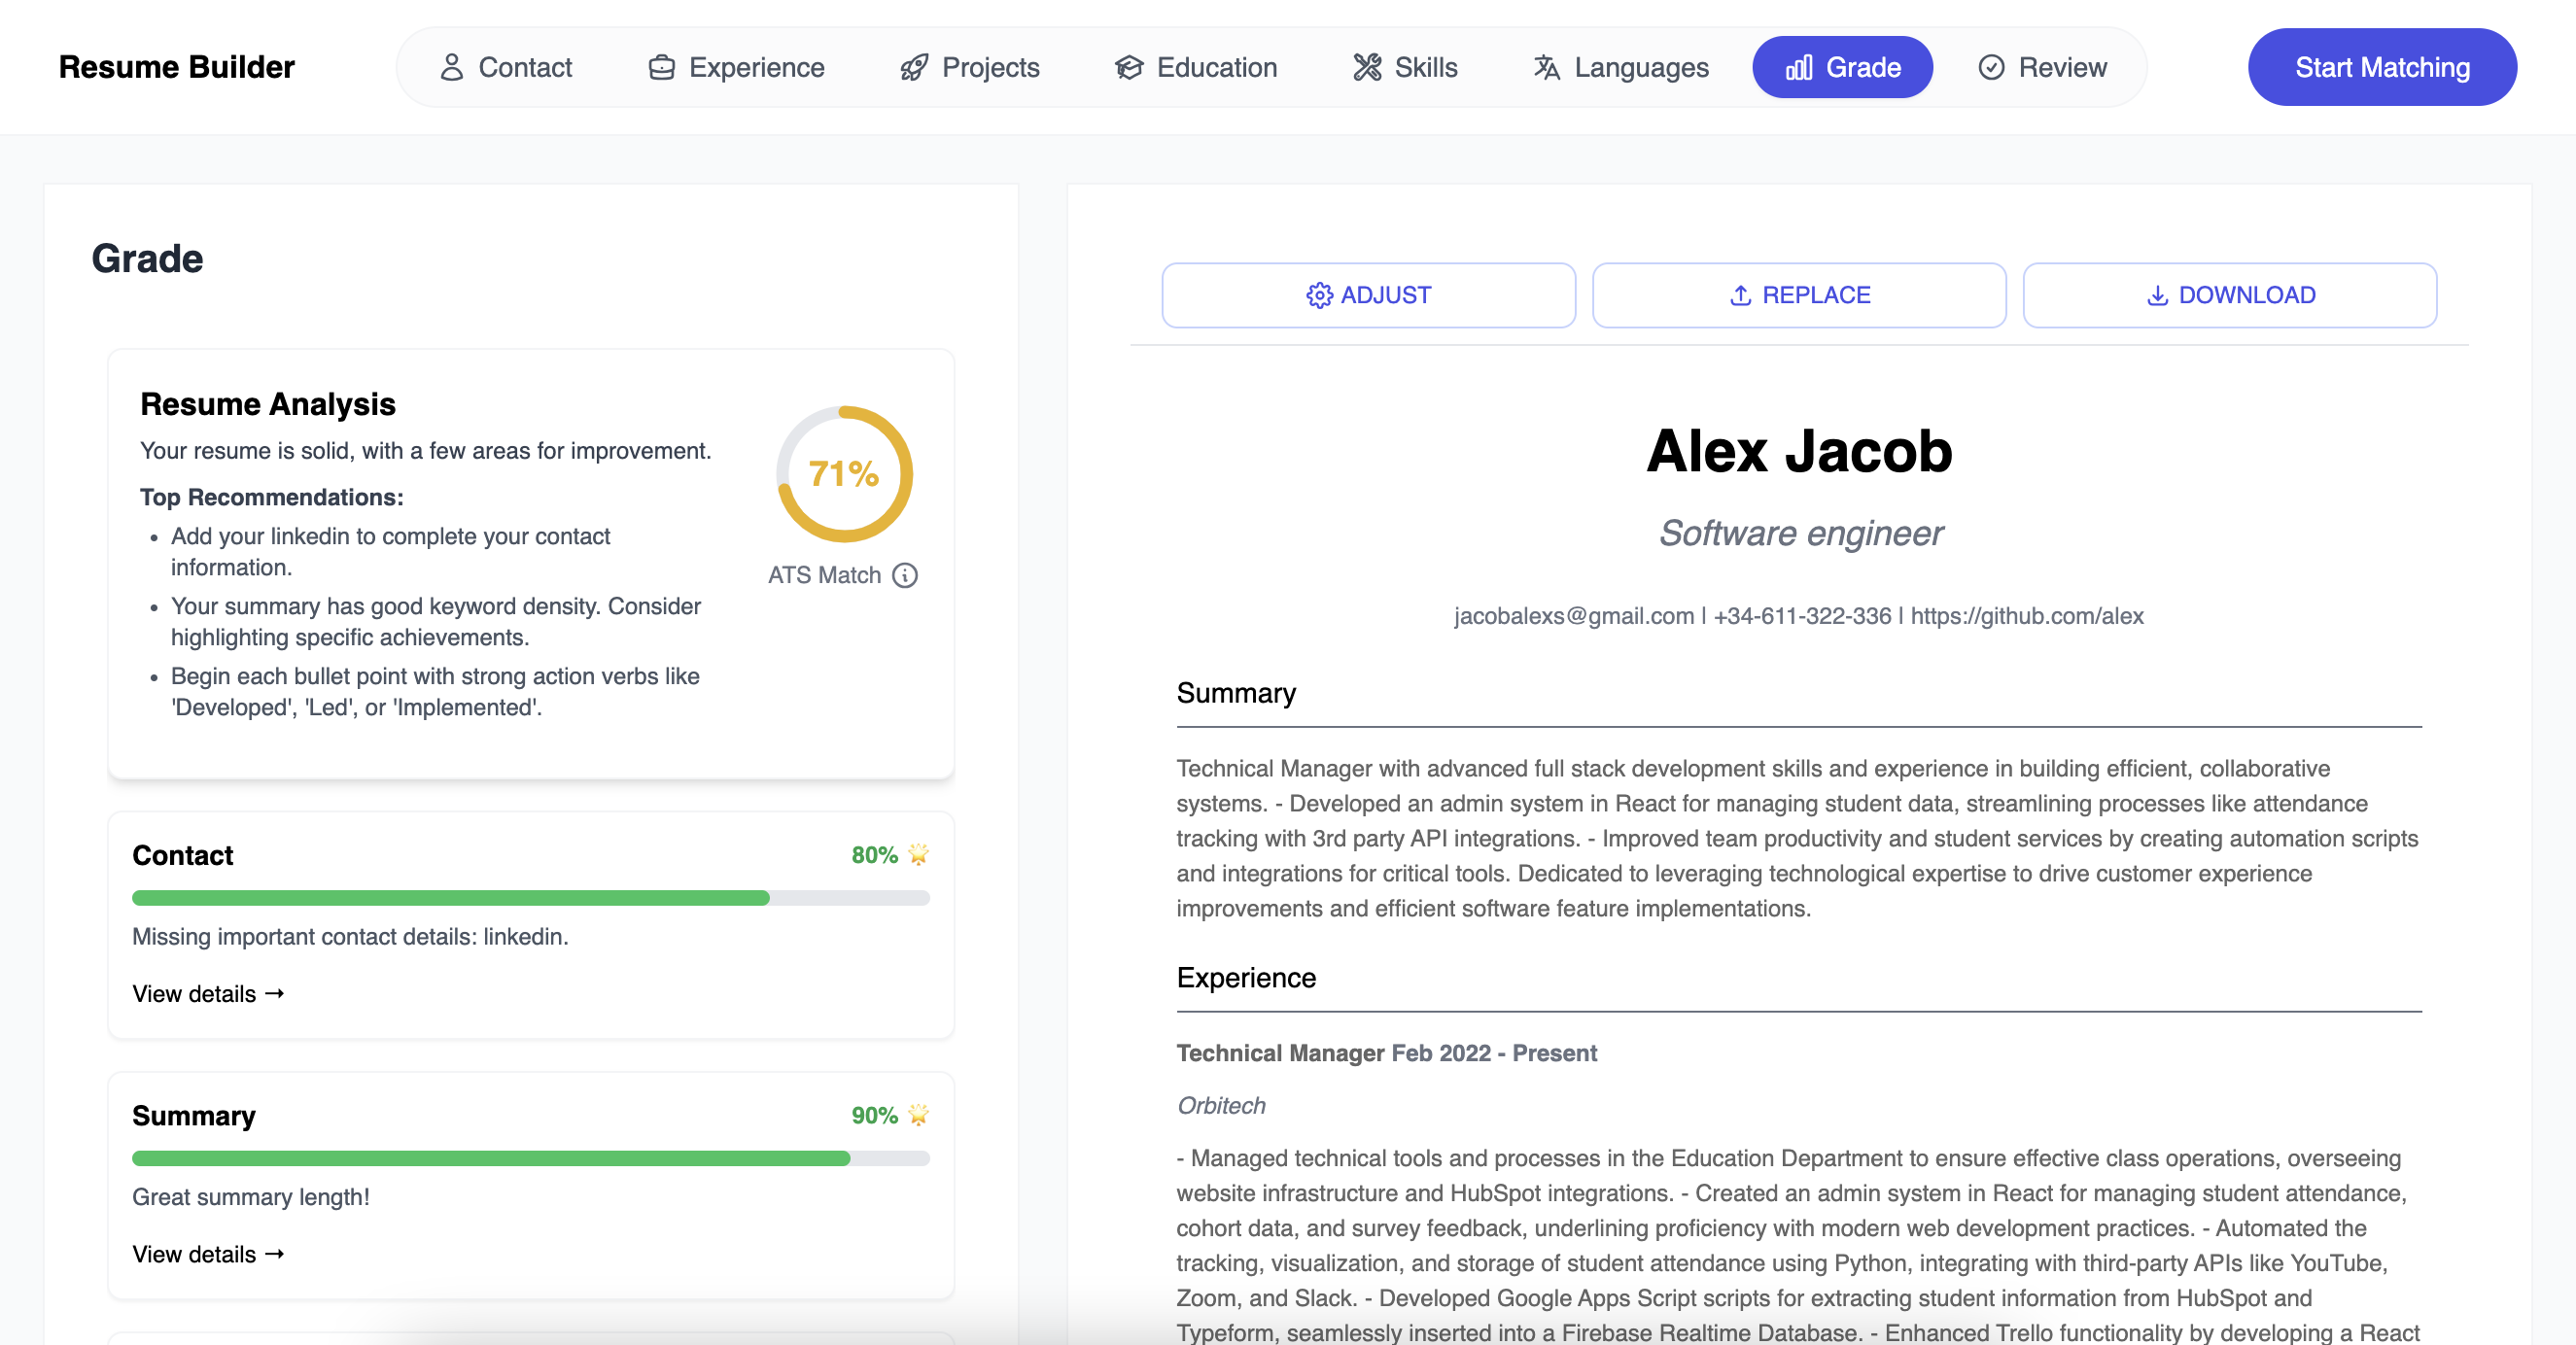 Resume Builder
Contact
Experience
Projects
Education
Skills
Languages
Grade
Review
Start Matching
Grade
Resume Analysis
Your resume is solid, with a few areas for improvement.
Top Recommendations:
• Add your linkedin to complete your contact
information.
• Your summary has good keyword density. Consider
highlighting specific achievements.
• Begin each bullet point with strong action verbs like
'Developed', 'Led', or 'Implemented'.
71%
ATS Match
Contact
80%
Missing important contact details: linkedin.
View details →
Summary
90%
Great summary length!
View details →
ADJUST
REPLACE
DOWNLOAD
Alex Jacob
Software engineer
jacobalexs@gmail.com | +34-611-322-336 | https://github.com/alex
Summary
Technical Manager with advanced full stack development skills and experience in building efficient, collaborative
systems. - Developed an admin system in React for managing student data, streamlining processes like attendance
tracking with 3rd party API integrations. - Improved team productivity and student services by creating automation scripts
and integrations for critical tools. Dedicated to leveraging technological expertise to drive customer experience
improvements and efficient software feature implementations.
Experience
Technical Manager Feb 2022 - Present
Orbitech
- Managed technical tools and processes in the Education Department to ensure effective class operations, overseeing
website infrastructure and HubSpot integrations. - Created an admin system in React for managing student attendance,
cohort data, and survey feedback, underlining proficiency with modern web development practices. - Automated the
tracking, visualization, and storage of student attendance using Python, integrating with third-party APIs like YouTube,
Zoom, and Slack. - Developed Google Apps Script scripts for extracting student information from HubSpot and
Typeform, seamlessly inserted into a Firebase Realtime Database. - Enhanced Trello functionality by developing a React